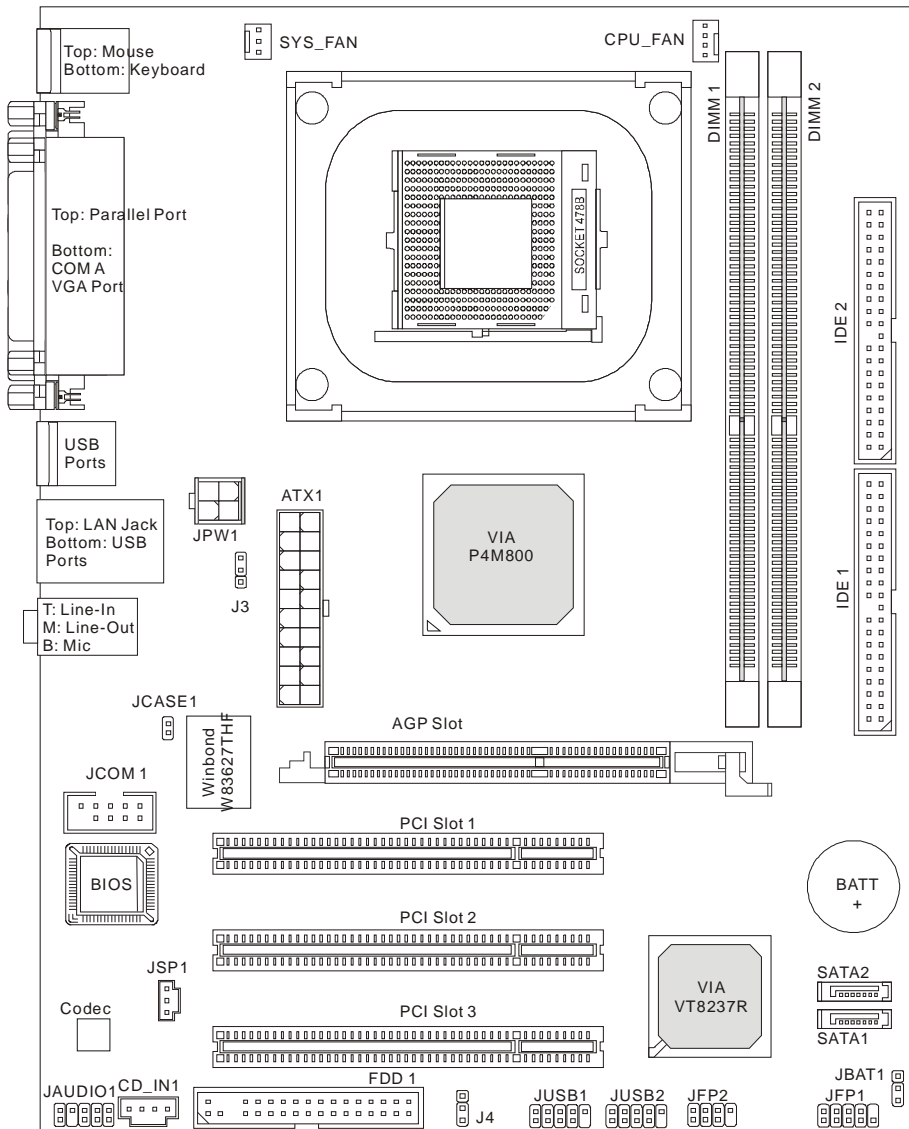 SYS_FAN
CPU_FAN
Top: Mouse
Bottom: Keyboard
DIMM 1
DIMM 2
Top: Parallel Port
Bottom:
COM A
VGA Port
SOCKET 478B
IDE 2
USB
Ports
JPW1
ATX1
Top: LAN Jack
Bottom: USB
Ports
VIA
P4M800
IDE 1
J3
T: Line-In
M: Line-Out
B: Mic
JCASE1
Winbond
W83627THF
AGP Slot
JCOM 1
PCI Slot 1
BIOS
BATT
+
PCI Slot 2
JSP1
VIA
VT8237R
SATA2
Codec
PCI Slot 3
SATA1
JAUDIO1
CD_IN1
FDD 1
J4
JUSB1
JUSB2
JFP2
JBAT1
JFP1